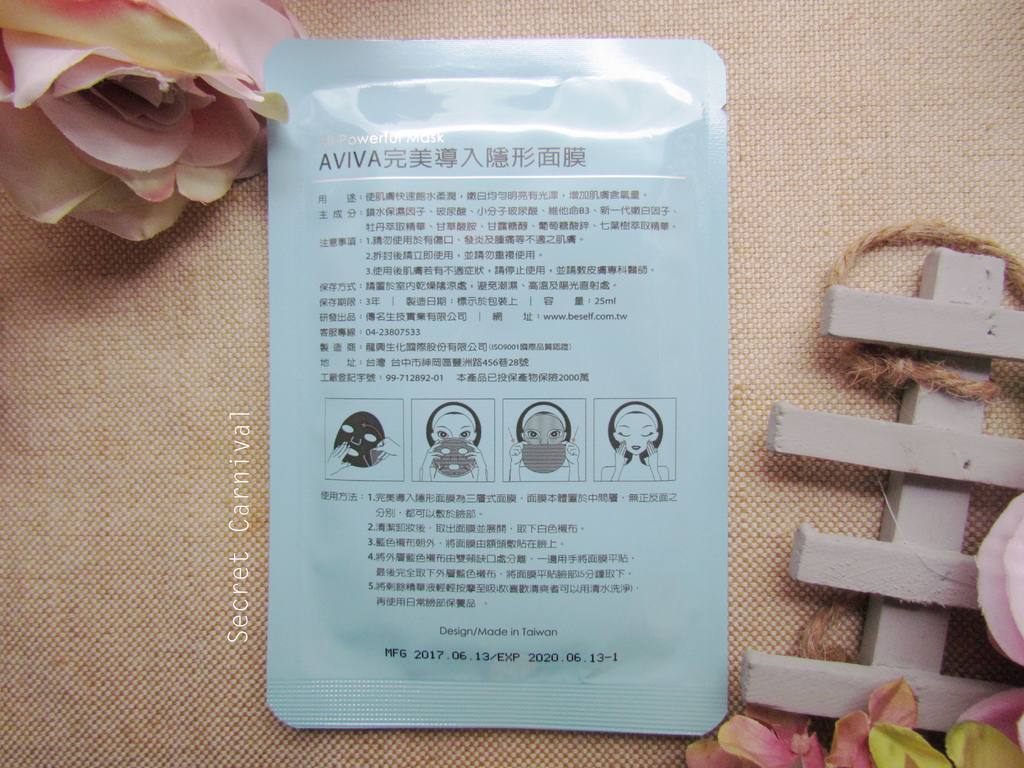 Powerful Mask
AVIVA完美導入隱形面膜
用 途：使肌膚快速飽水柔潤，嫩白均勻明亮有光澤，增加肌膚含氧量。
主成分：鎖水保濕因子、玻尿酸、小分子玻尿酸、維他命B3、新一代嫩白因子、
牡丹萃取精華、甘草酸胺、甘露糖醇、葡萄糖酸鋅、七葉樹萃取精華。
注意事項：1.請勿使用於有傷口、發炎及腫痛等不適之肌膚。
2.拆封後請立即使用，並請勿重複使用。
3.使用後肌膚若有不適症狀，請停止使用，並請教皮膚專科醫師。
保存方式：請置於室內乾燥陰涼處，避免潮濕、高溫及陽光直射處。
保存期限：3年 | 製造日期：標示於包裝上 | 容 量：25ml
研發出品：傳名生技實業有限公司 | 網 址：www.beself.com.tw
客服專線：04-23807533
製造商：龍興生化國際股份有限公司(ISO9001國際品質認證)
地 址：台灣 台中市神岡區豐洲路456巷28號
工廠登記字號：99-712892-01 本產品已投保產物保險2000萬
使用方法：1.完美導入隱形面膜為三層式面膜，面膜本體置於中間層，無正反面之
分別，都可以敷於臉部。
2.清潔卸妝後，取出面膜並展開，取下白色襯布。
3.藍色襯布朝外，將面膜由額頭敷貼在臉上。
4.將外層藍色襯布由雙頰缺口處分離，一邊用手將面膜平貼，
最後完全取下外層藍色襯布，將面膜平貼臉部15分鐘取下。
5.將剩餘精華液輕輕按摩至吸收(喜歡清爽者可以用清水洗淨)，
再使用日常臉部保養品 。
Design/Made in Taiwan
MFG 2017.06.13/EXP 2020.06.13-1
Secret Carnival